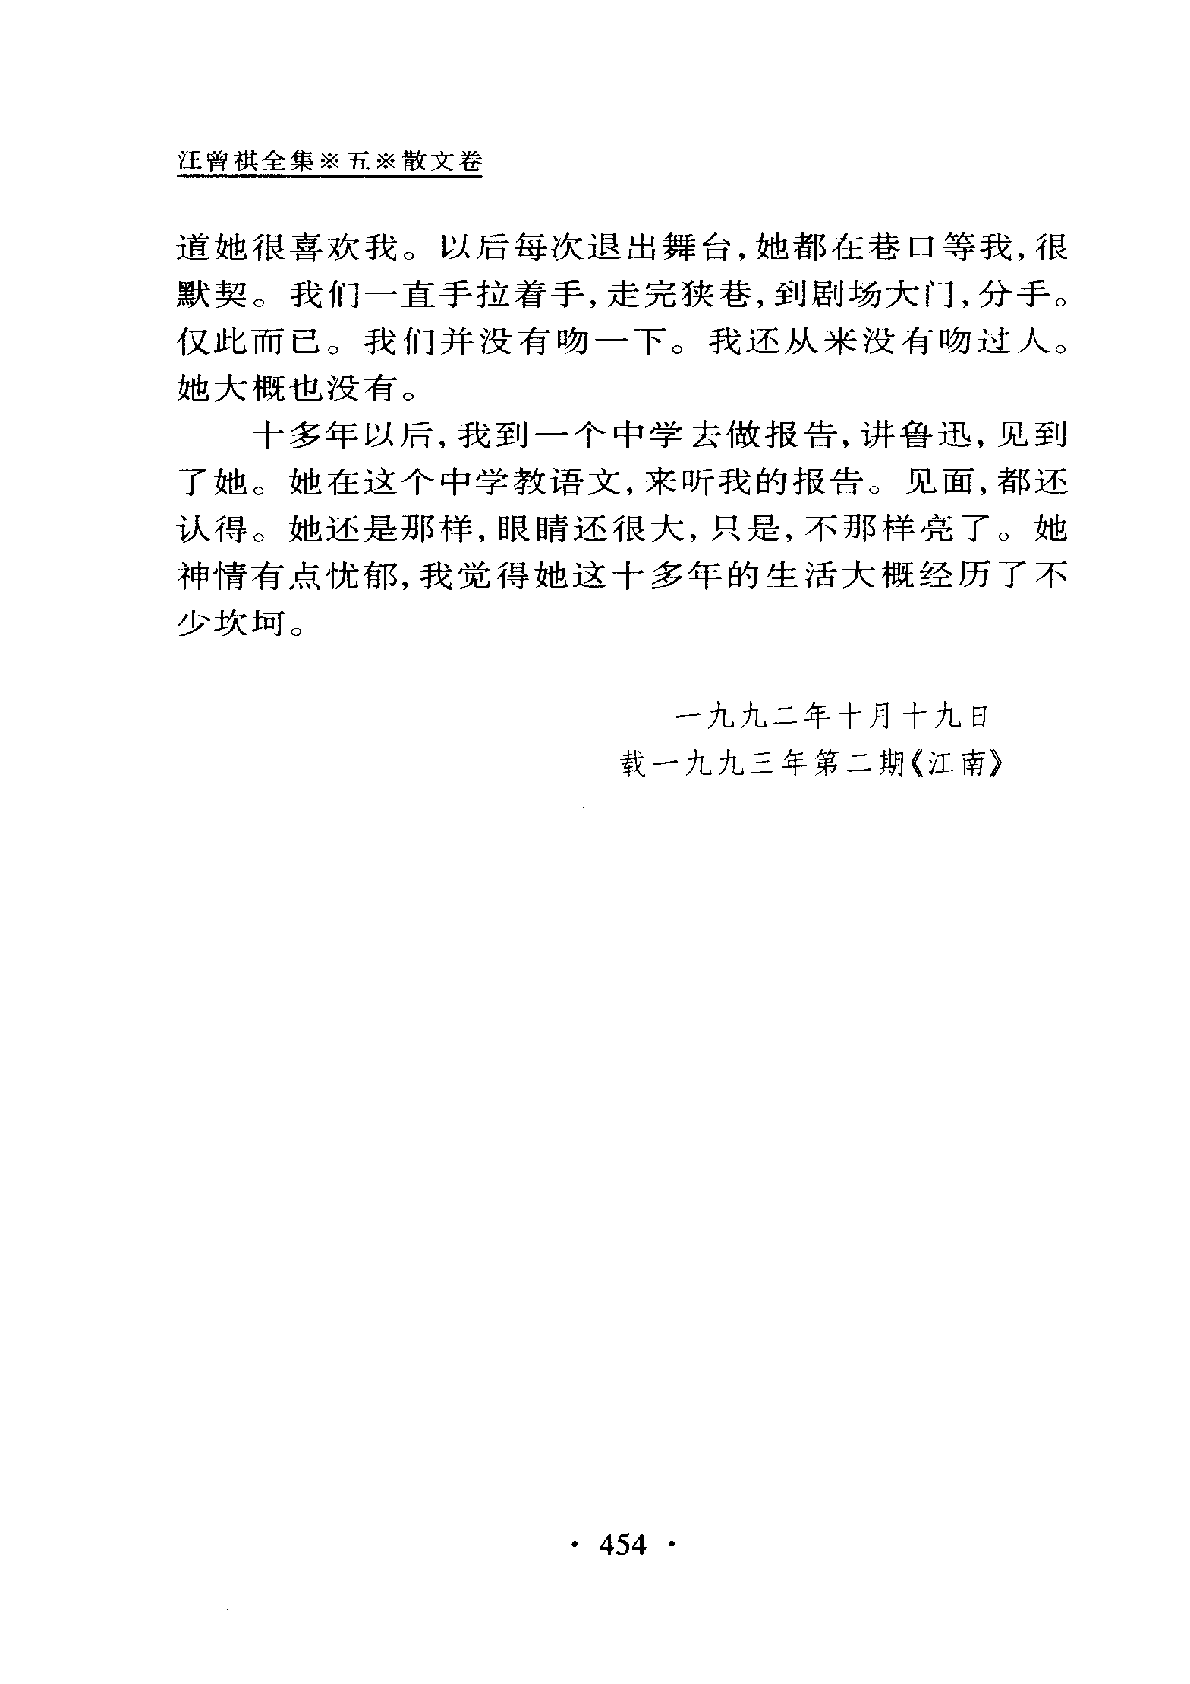 汪曾祺全集※五※散文卷
道她很喜欢我。以后每次退出舞台,她都在巷口等我,很
默契。我们一直手拉着手,走完狭巷,到剧场大门,分手。
仅此而已。我们并没有吻一下。我还从来没有吻过人。
她大概也没有。
十多年以后,我到一个中学去做报告,讲鲁迅,见到
了她。她在这个中学教语文,来听我的报告。见面,都还
认得。她还是那样,眼睛还很大,只是,不那样亮了。她
神情有点忧郁,我觉得她这十多年的生活大概经历了不
少坎坷。
一九九二年十月十九日
载一九九三年第二期《江南》
· 454 ·